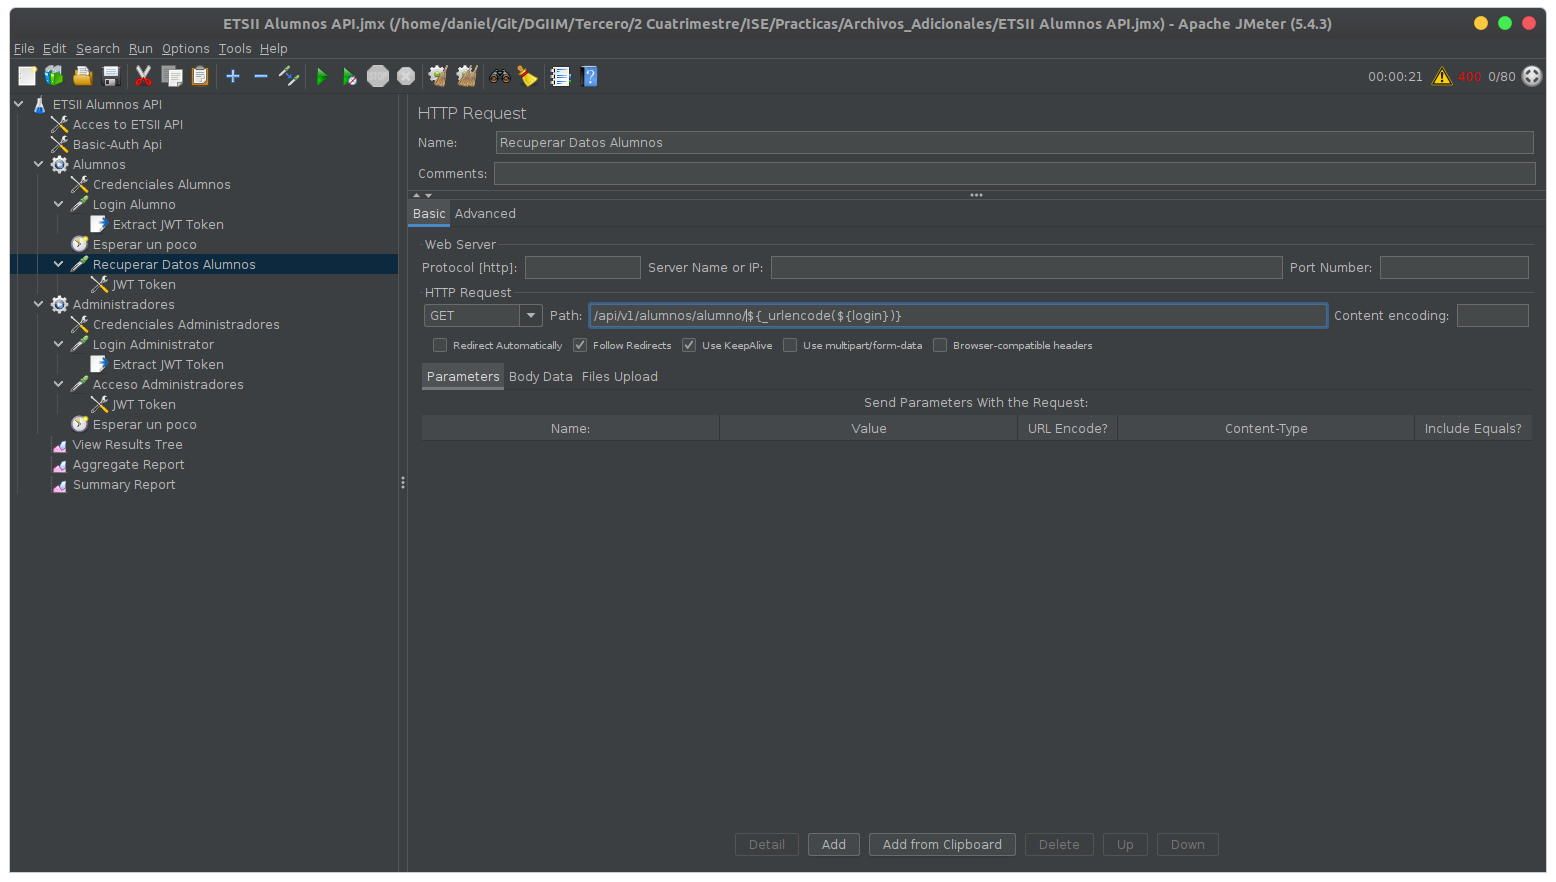 ETSII Alumnos API.jmx (/home/daniel/Git/DGIIM/Tercero/2 Cuatrimestre/ISE/Practicas/Archivos_Adicionales/ETSII Alumnos API.jmx) - Apache JMeter (5.4.3)
File Edit Search Run Options Tools Help
STOP 00:00:21 400 0/80
ETSII Alumnos API
Acces to ETSII API
Basic-Auth Api
Alumnos
Credenciales Alumnos
Login Alumno
Extract JWT Token
Esperar un poco
Recuperar Datos Alumnos
JWT Token
Administradores
Credenciales Administradores
Login Administrator
Extract JWT Token
Acceso Administradores
JWT Token
Esperar un poco
View Results Tree
Aggregate Report
Summary Report
HTTP Request
Name: Recuperar Datos Alumnos
Comments:
Basic Advanced
Web Server
Protocol [http]: Server Name or IP: Port Number:
HTTP Request
GET Path: /api/v1/alumnos/alumno/${_urlencode(${login})} Content encoding:
Redirect Automatically Follow Redirects Use KeepAlive Use multipart/form-data Browser-compatible headers
Parameters Body Data Files Upload
Send Parameters With the Request:
Name: Value URL Encode? Content-Type Include Equals?
Detail Add Add from Clipboard Delete Up Down